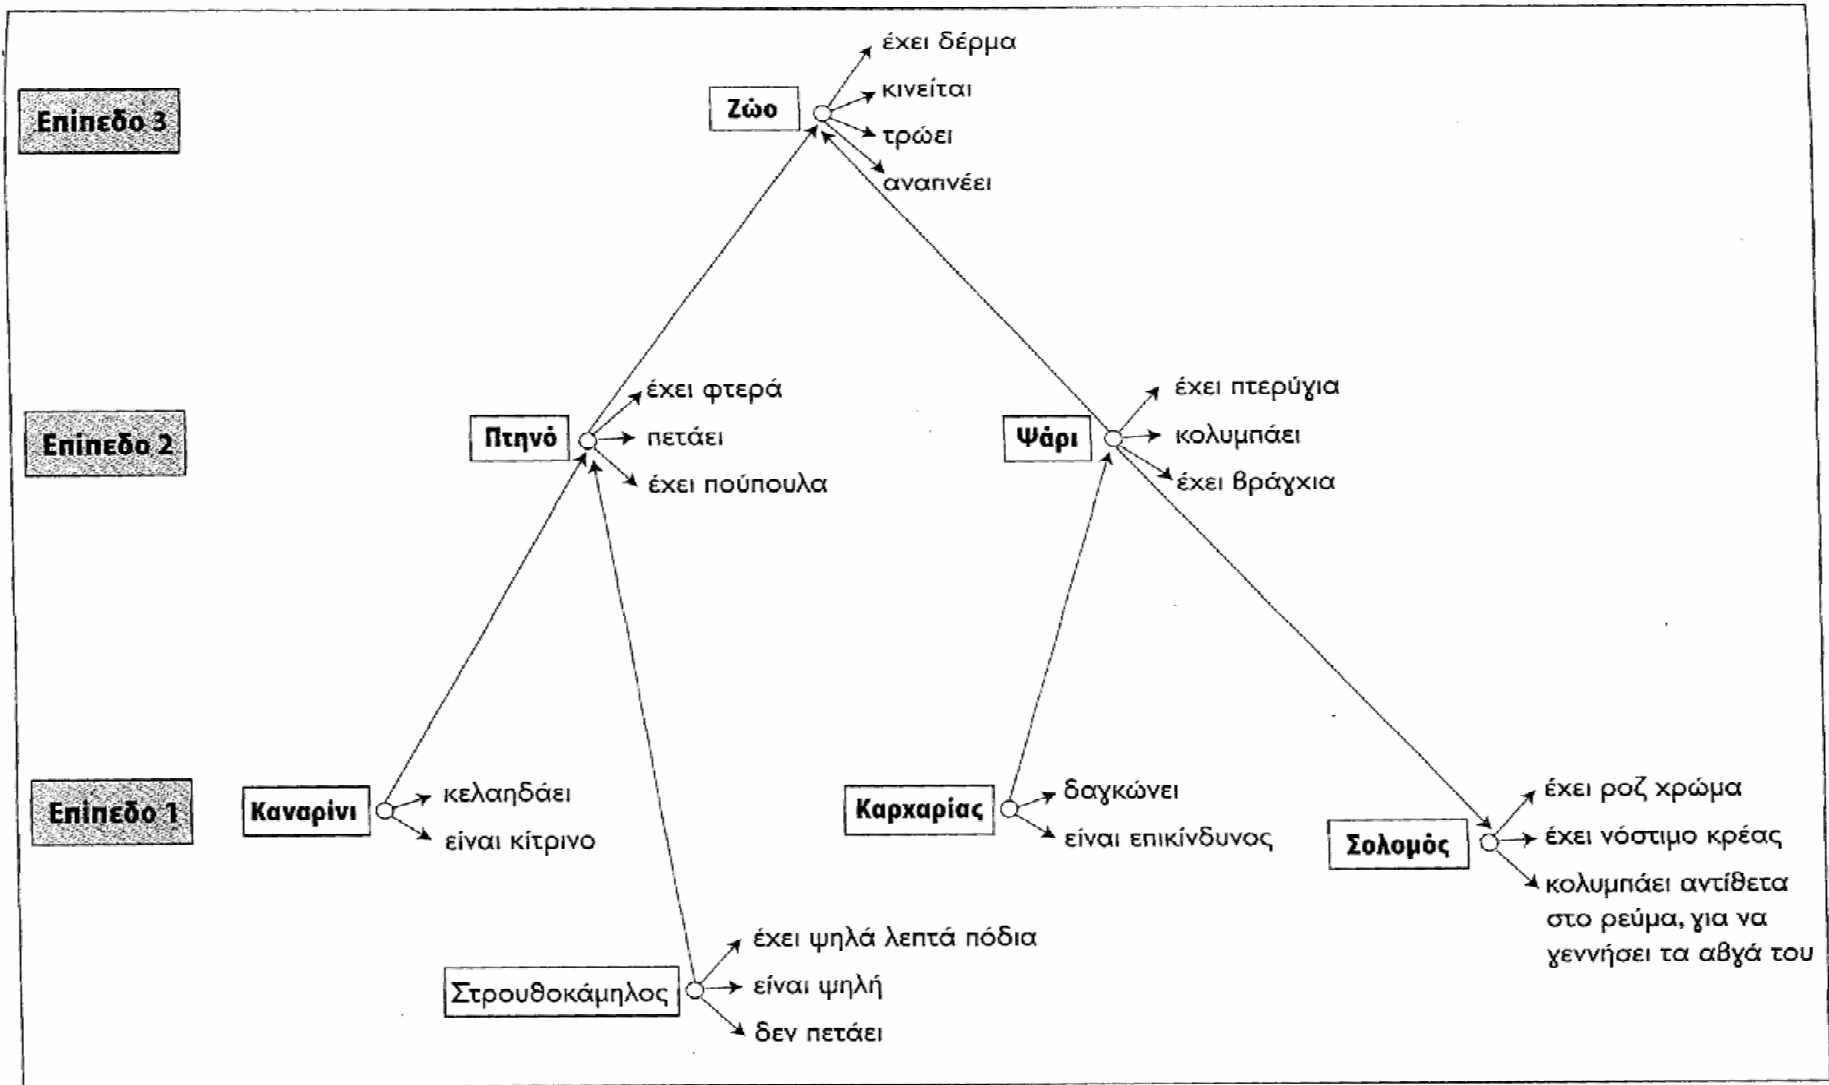 έχει δέρμα
Επίπεδο 3
Ζώο
κινείται
τρώει
αναπνέει
έχει φτερά
έχει πτερύγια
Επίπεδο 2
Πτηνό
πετάει
Ψάρι
κολυμπάει
έχει πούπουλα
έχει βράγχια
Επίπεδο 1
Καναρίνι
κελαηδάει
είναι κίτρινο
Καρχαρίας
δαγκώνει
είναι επικίνδυνος
Σολομός
έχει ροζ χρώμα
έχει νόστιμο κρέας
κολυμπάει αντίθετα
στο ρεύμα, για να
γεννήσει τα αβγά του
Στρουθοκάμηλος
έχει ψηλά λεπτά πόδια
είναι ψηλή
δεν πετάει